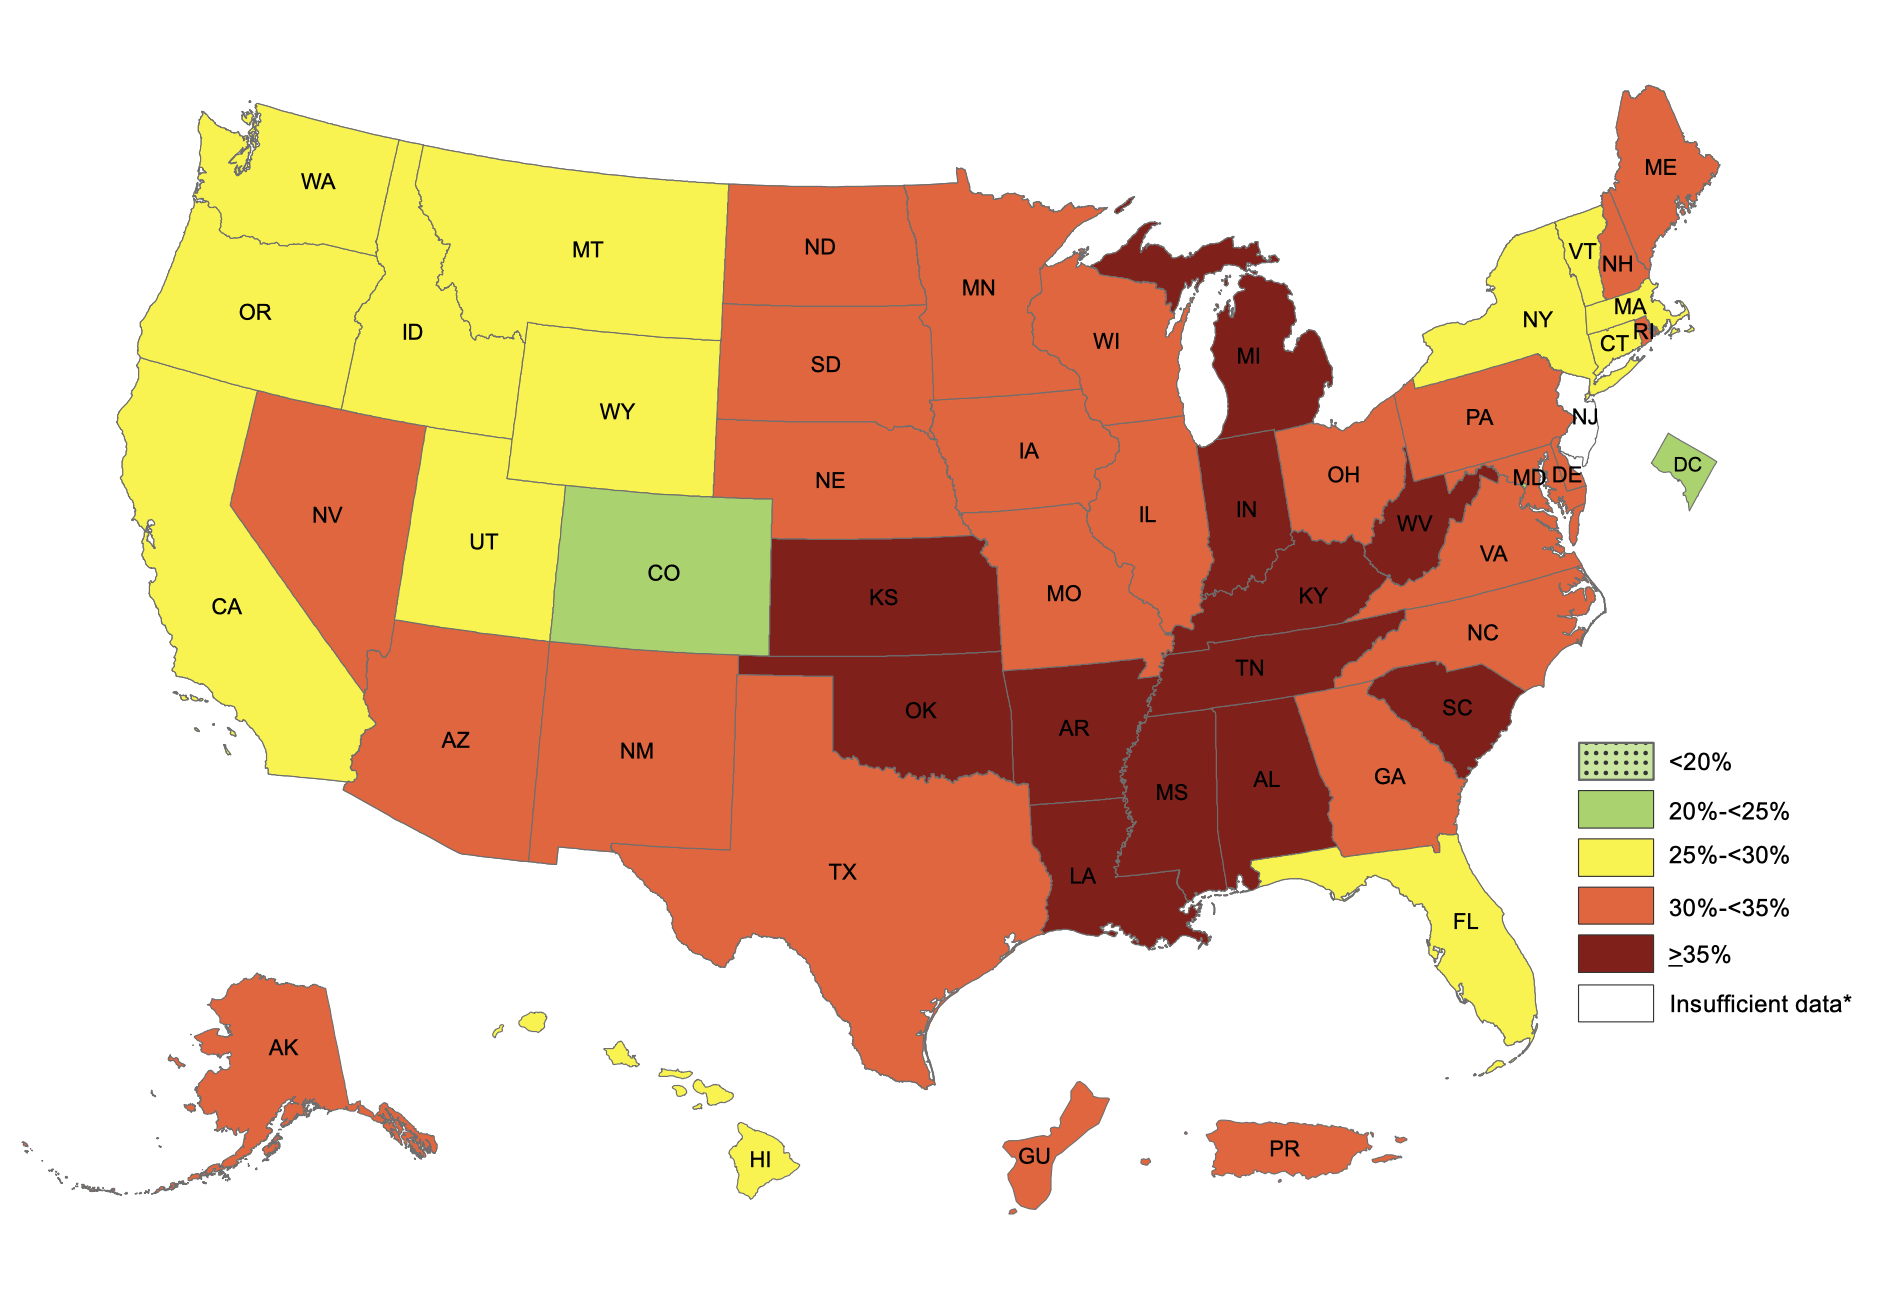 WA
MT
ND
MN
ME
VT
NH
OR
ID
WY
SD
WI
MI
NY
MA
CT
RI
NV
UT
CO
NE
IA
IL
IN
OH
PA
NJ
MD
DE
DC
CA
KS
MO
KY
WV
VA
AZ
NM
OK
AR
TN
NC
SC
TX
LA
MS
AL
GA
FL
AK
HI
GU
PR
<20%
20%-<25%
25%-<30%
30%-<35%
≥35%
Insufficient data*